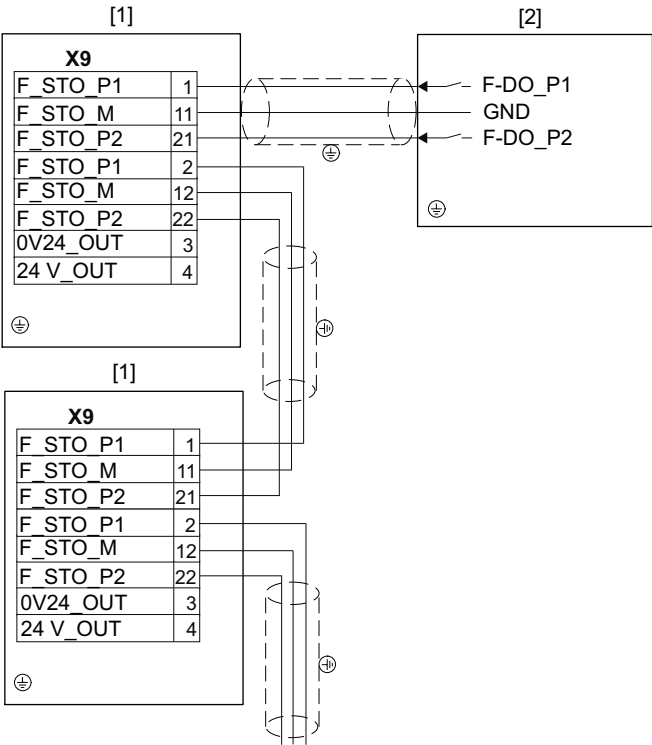 [1] [2]
X9
F_STO_P1 1 F-DO_P1
F_STO_M 11 GND
F_STO_P2 21 F-DO_P2
F_STO_P1 2
F_STO_M 12
F_STO_P2 22
0V24_OUT 3
24 V_OUT 4
[1]
X9
F_STO_P1 1
F_STO_M 11
F_STO_P2 21
F_STO_P1 2
F_STO_M 12
F_STO_P2 22
0V24_OUT 3
24 V_OUT 4